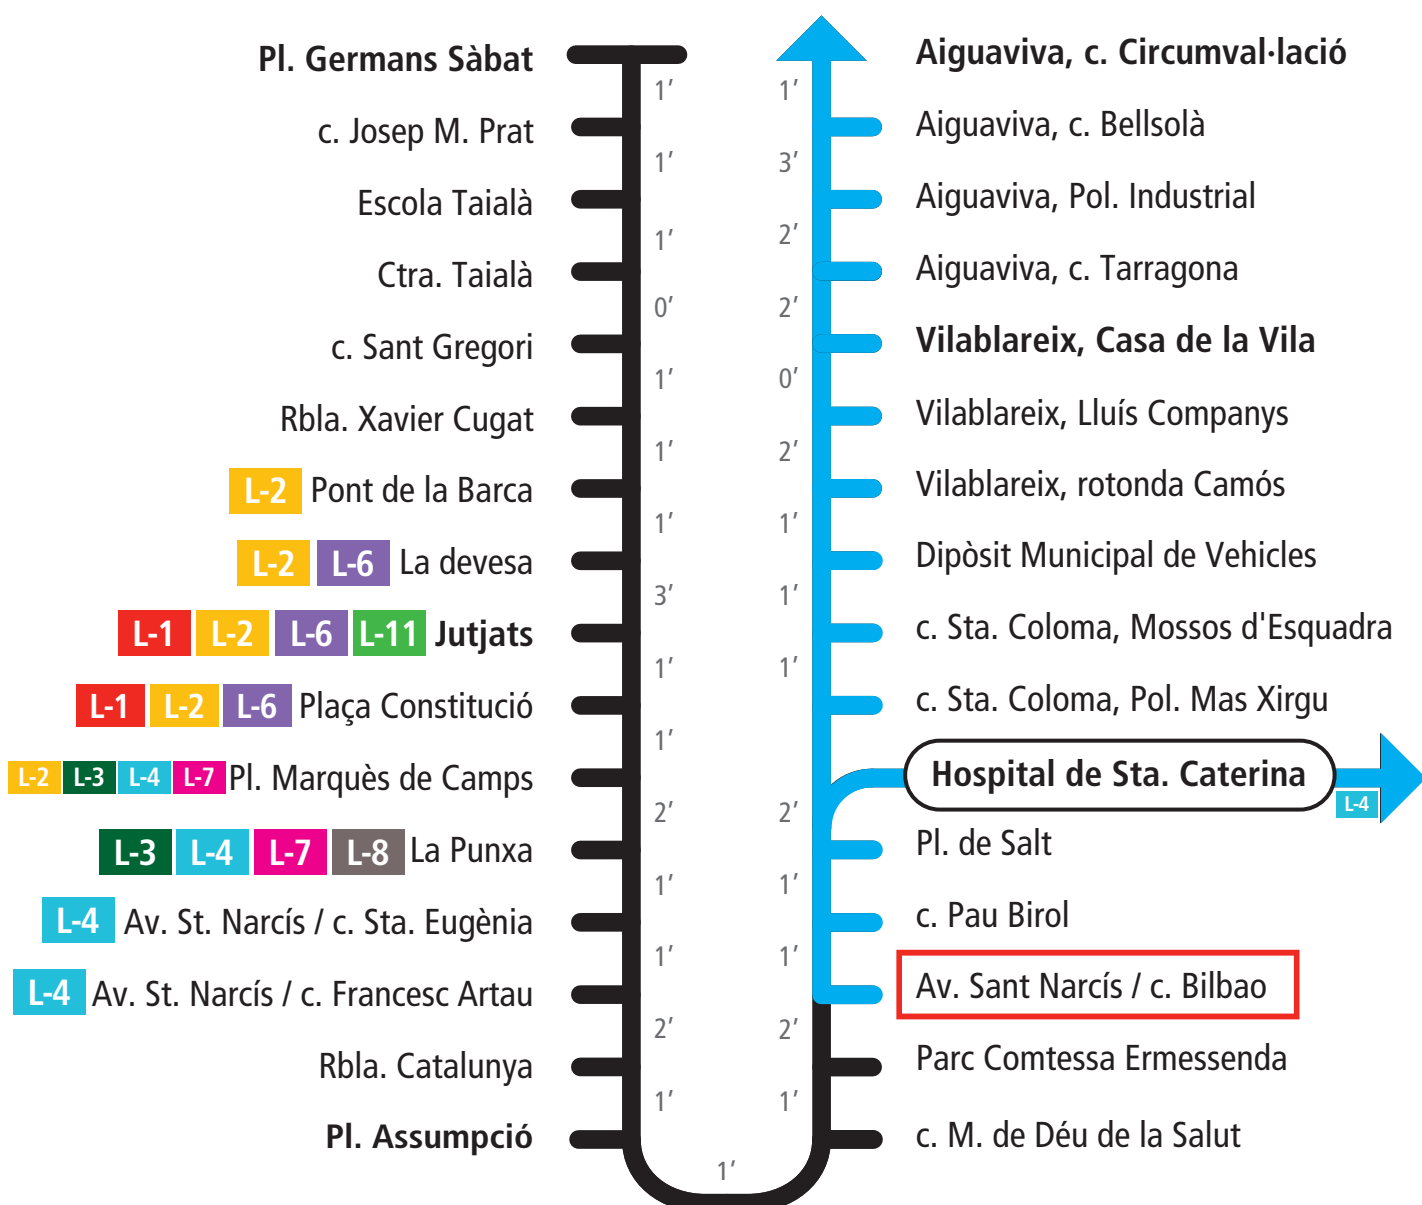 Pl. Germans Sàbat
1′
c. Josep M. Prat
1′
Escola Taialà
1′
Ctra. Taialà
0′
c. Sant Gregori
1′
Rbla. Xavier Cugat
1′
L-2 Pont de la Barca
1′
L-2 L-6 La devesa
3′
L-1 L-2 L-6 L-11 Jutjats
1′
L-1 L-2 L-6 Plaça Constitució
1′
L-2 L-3 L-4 L-7 Pl. Marquès de Camps
2′
L-3 L-4 L-7 L-8 La Punxa
1′
L-4 Av. St. Narcís / c. Sta. Eugènia
1′
L-4 Av. St. Narcís / c. Francesc Artau
2′
Rbla. Catalunya
1′
Pl. Assumpció
1′
Aiguaviva, c. Circumval·lació
1′
Aiguaviva, c. Bellsolà
3′
Aiguaviva, Pol. Industrial
2′
Aiguaviva, c. Tarragona
2′
Vilablareix, Casa de la Vila
0′
Vilablareix, Lluís Companys
2′
Vilablareix, rotonda Camós
1′
Dipòsit Municipal de Vehicles
1′
c. Sta. Coloma, Mossos d'Esquadra
1′
c. Sta. Coloma, Pol. Mas Xirgu
Hospital de Sta. Caterina
L-4
2′
Pl. de Salt
1′
c. Pau Birol
1′
Av. Sant Narcís / c. Bilbao
2′
Parc Comtessa Ermessenda
1′
c. M. de Déu de la Salut